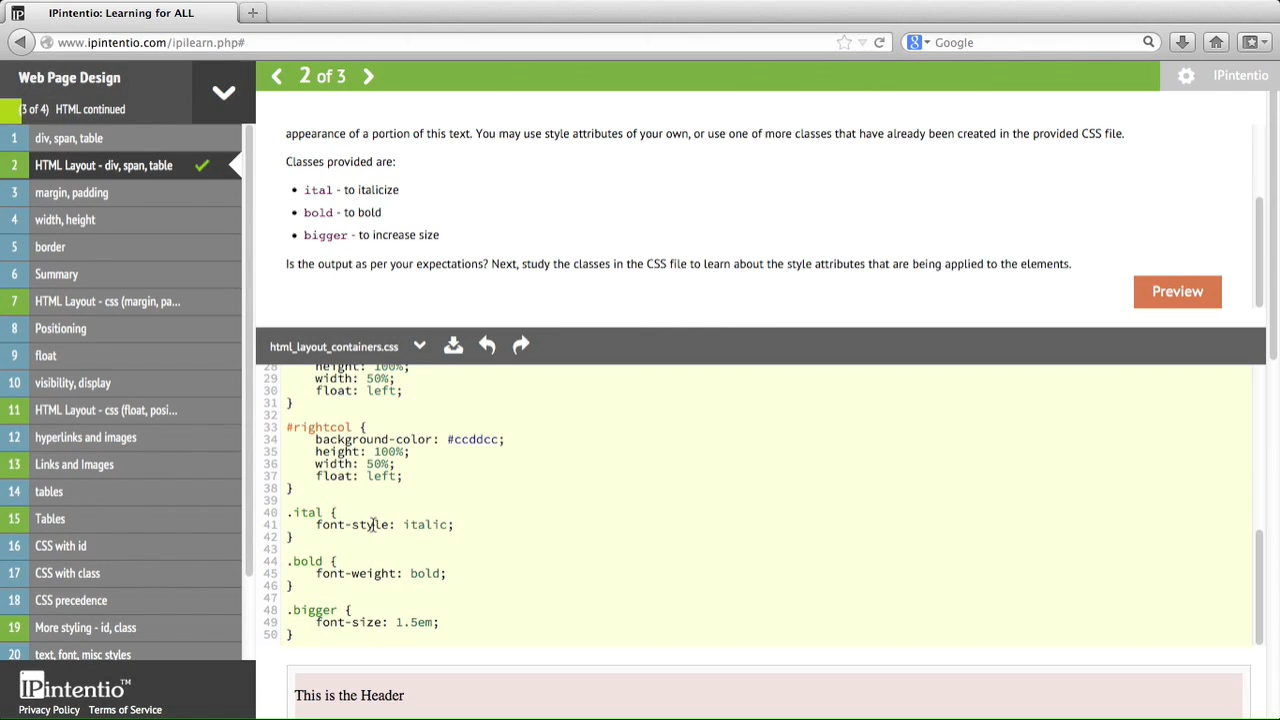 IPintentio: Learning for ALL
www.ipintentio.com/ipilearn.php#
Google
Web Page Design
(3 of 4) HTML continued
2 of 3
IPintentio
1 div, span, table
2 HTML Layout - div, span, table
3 margin, padding
4 width, height
5 border
6 Summary
7 HTML Layout - css (margin, pa...
8 Positioning
9 float
10 visibility, display
11 HTML Layout - css (float, posi...
12 hyperlinks and images
13 Links and Images
14 tables
15 Tables
16 CSS with id
17 CSS with class
18 CSS precedence
19 More styling - id, class
20 text, font, misc styles
IPintentio™
Privacy Policy Terms of Service
appearance of a portion of this text. You may use style attributes of your own, or use one of more classes that have already been created in the provided CSS file.
Classes provided are:
• ital - to italicize
• bold - to bold
• bigger - to increase size
Is the output as per your expectations? Next, study the classes in the CSS file to learn about the style attributes that are being applied to the elements.
Preview
html_layout_containers.css
28 height: 100%;
29 width: 50%;
30 float: left;
31 }
32
33 #rightcol {
34 background-color: #ccddcc;
35 height: 100%;
36 width: 50%;
37 float: left;
38 }
39
40 .ital {
41 font-style: italic;
42 }
43
44 .bold {
45 font-weight: bold;
46 }
47
48 .bigger {
49 font-size: 1.5em;
50 }
This is the Header